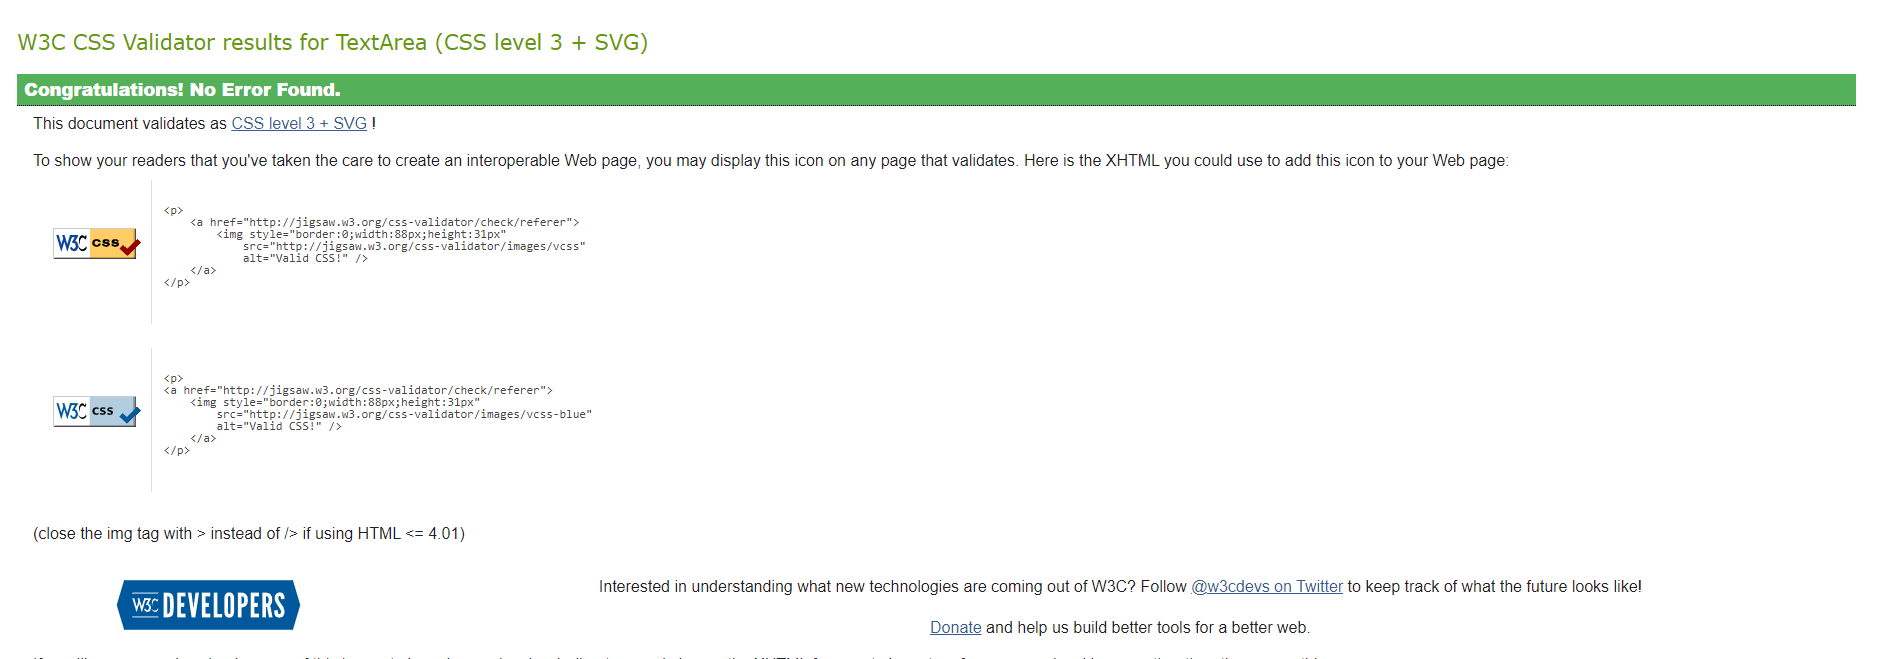 W3C CSS Validator results for TextArea (CSS level 3 + SVG)
Congratulations! No Error Found.
This document validates as CSS level 3 + SVG !
To show your readers that you've taken the care to create an interoperable Web page, you may display this icon on any page that validates. Here is the XHTML you could use to add this icon to your Web page:
W3C css
<p>
    <a href="http://jigsaw.w3.org/css-validator/check/referer">
        <img style="border:0;width:88px;height:31px"
            src="http://jigsaw.w3.org/css-validator/images/vcss"
            alt="Valid CSS!" />
    </a>
</p>
W3C css
<p>
<a href="http://jigsaw.w3.org/css-validator/check/referer">
    <img style="border:0;width:88px;height:31px"
        src="http://jigsaw.w3.org/css-validator/images/vcss-blue"
        alt="Valid CSS!" />
    </a>
</p>
(close the img tag with > instead of /> if using HTML <= 4.01)
W3C DEVELOPERS
Interested in understanding what new technologies are coming out of W3C? Follow @w3cdevs on Twitter to keep track of what the future looks like!
Donate and help us build better tools for a better web.